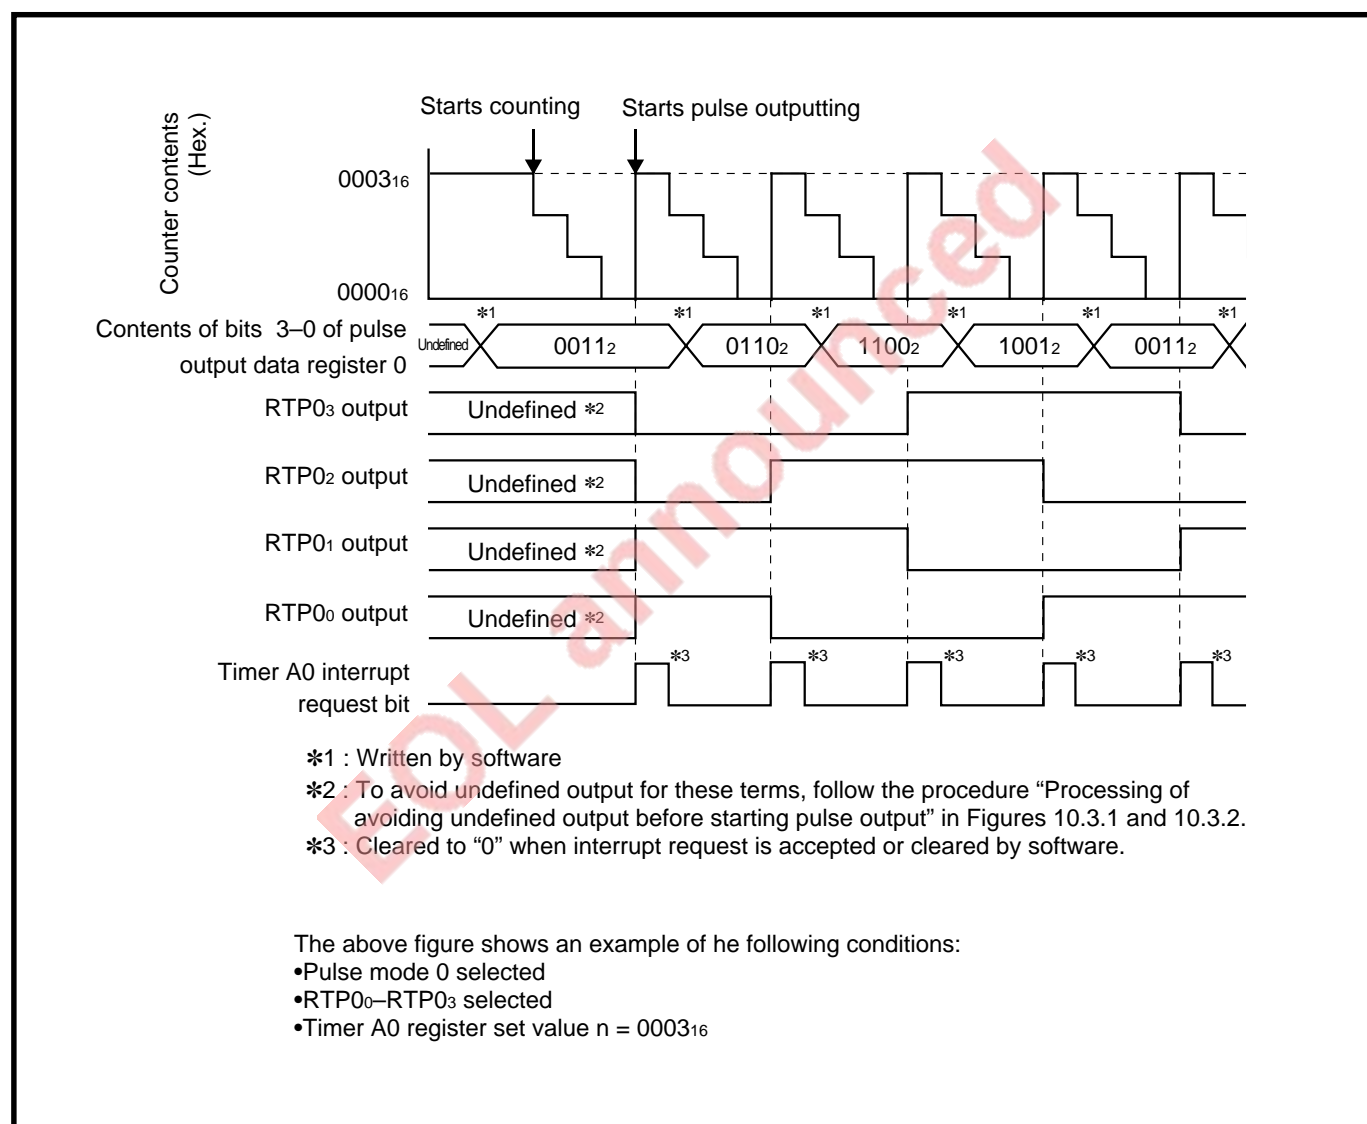 Starts counting
Starts pulse outputting
Counter contents
(Hex.)
0003₁₆
0000₁₆
✻1 ✻1 ✻1 ✻1 ✻1 ✻1
Contents of bits 3–0 of pulse
output data register 0
Undefined 0011₂ 0110₂ 1100₂ 1001₂ 0011₂
RTP0₃ output Undefined ✻2
RTP0₂ output Undefined ✻2
RTP0₁ output Undefined ✻2
RTP0₀ output Undefined ✻2
Timer A0 interrupt
request bit
✻3 ✻3 ✻3 ✻3 ✻3
✻1 : Written by software
✻2 : To avoid undefined output for these terms, follow the procedure “Processing of
avoiding undefined output before starting pulse output” in Figures 10.3.1 and 10.3.2.
✻3 : Cleared to “0” when interrupt request is accepted or cleared by software.
The above figure shows an example of he following conditions:
•Pulse mode 0 selected
•RTP0₀–RTP0₃ selected
•Timer A0 register set value n = 0003₁₆
EOL announced